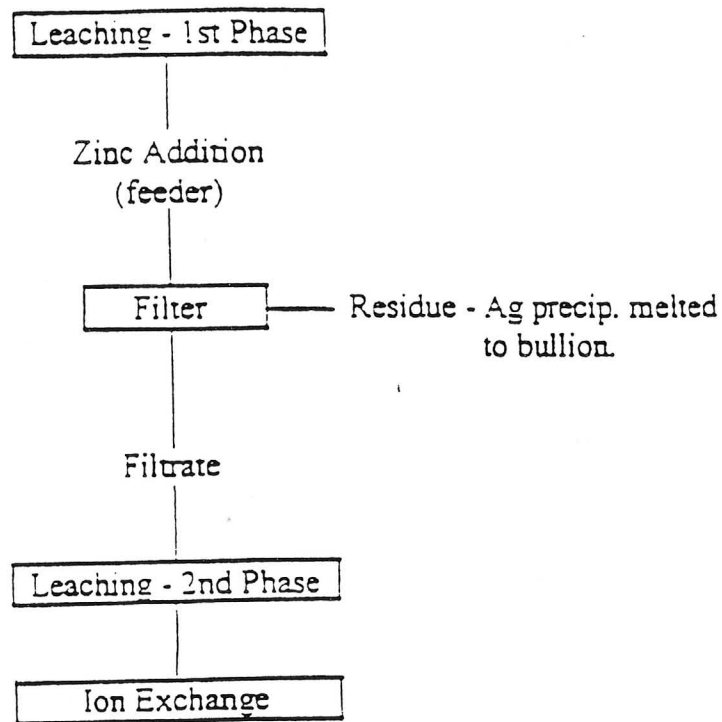 Leaching - 1st Phase
Zinc Addition
(feeder)
Filter
Residue - Ag precip. melted
to bullion.
Filtrate
Leaching - 2nd Phase
Ion Exchange